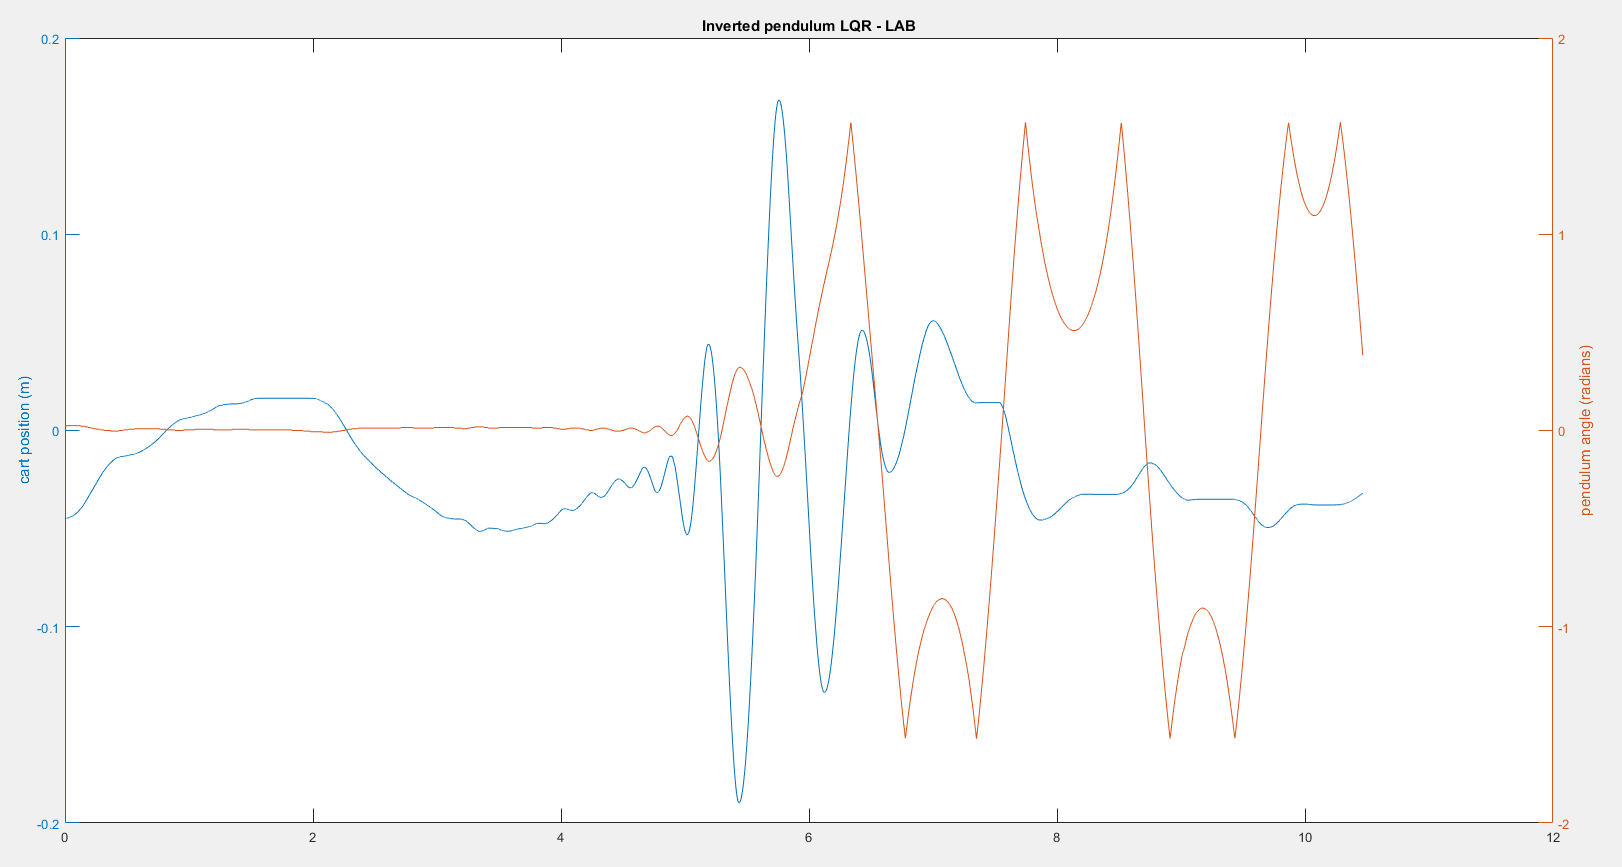 Inverted pendulum LQR - LAB
0.2
0.1
0
-0.1
-0.2
cart position (m)
2
1
0
-1
-2
pendulum angle (radians)
0 2 4 6 8 10 12